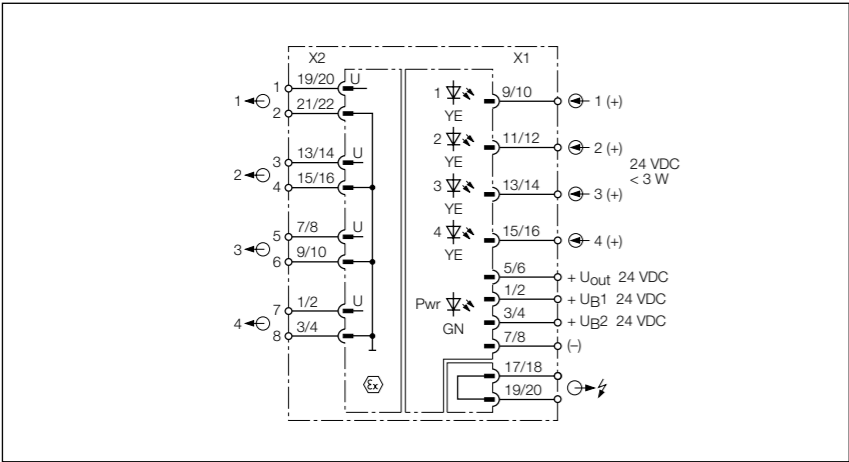 X2 X1
1 19/20 U
1
2 21/22
3 13/14 U
2
4 15/16
5 7/8 U
3
6 9/10
7 1/2 U
4
8 3/4
Ex
1
YE
2
YE
3
YE
4
YE
Pwr
GN
9/10 1 (+)
11/12 2 (+)
24 VDC
< 3 W
13/14 3 (+)
15/16 4 (+)
5/6 + Uout 24 VDC
1/2 + UB1 24 VDC
3/4 + UB2 24 VDC
7/8 (–)
17/18
19/20